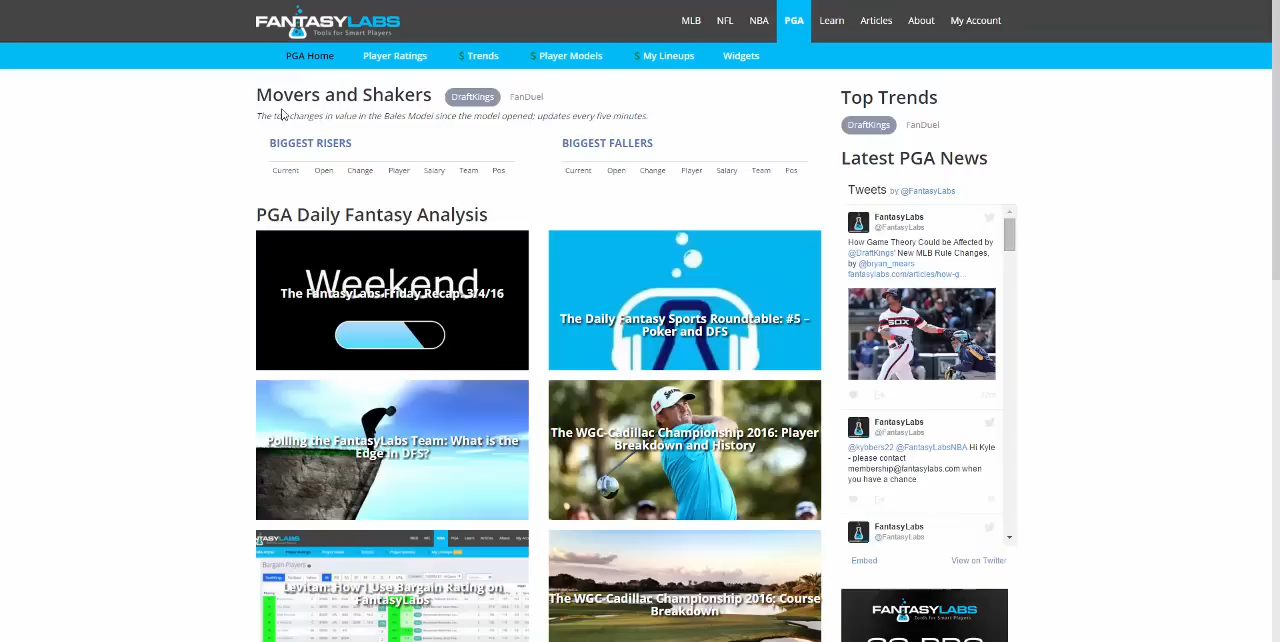 FANTASYLABS
Tools for Smart Players
MLB NFL NBA PGA Learn Articles About My Account
PGA Home Player Ratings $ Trends $ Player Models $ My Lineups Widgets
Movers and Shakers DraftKings FanDuel
The top changes in value in the Bales Model since the model opened; updates every five minutes.
BIGGEST RISERS
Current Open Change Player Salary Team Pos
BIGGEST FALLERS
Current Open Change Player Salary Team Pos
PGA Daily Fantasy Analysis
Weekend
The FantasyLabs Friday Recap: 3/4/16
The Daily Fantasy Sports Roundtable: #5 –
Poker and DFS
Polling the FantasyLabs Team: What is the
Edge in DFS?
The WGC-Cadillac Championship 2016: Player
Breakdown and History
Bargain Players
Levitan: How I Use Bargain Rating on
FantasyLabs
The WGC-Cadillac Championship 2016: Course
Breakdown
Top Trends
DraftKings FanDuel
Latest PGA News
Tweets by @FantasyLabs
FantasyLabs
@FantasyLabs
How Game Theory Could be Affected by
@DraftKings' New MLB Rule Changes,
by @bryan_mears
fantasylabs.com/articles/how-g...
SOX
FantasyLabs
@FantasyLabs
@kybbers22 @FantasyLabsNBA Hi Kyle
- please contact
membership@fantasylabs.com when
you have a chance
FantasyLabs
@FantasyLabs
Embed View on Twitter
FANTASYLABS
GO PRO